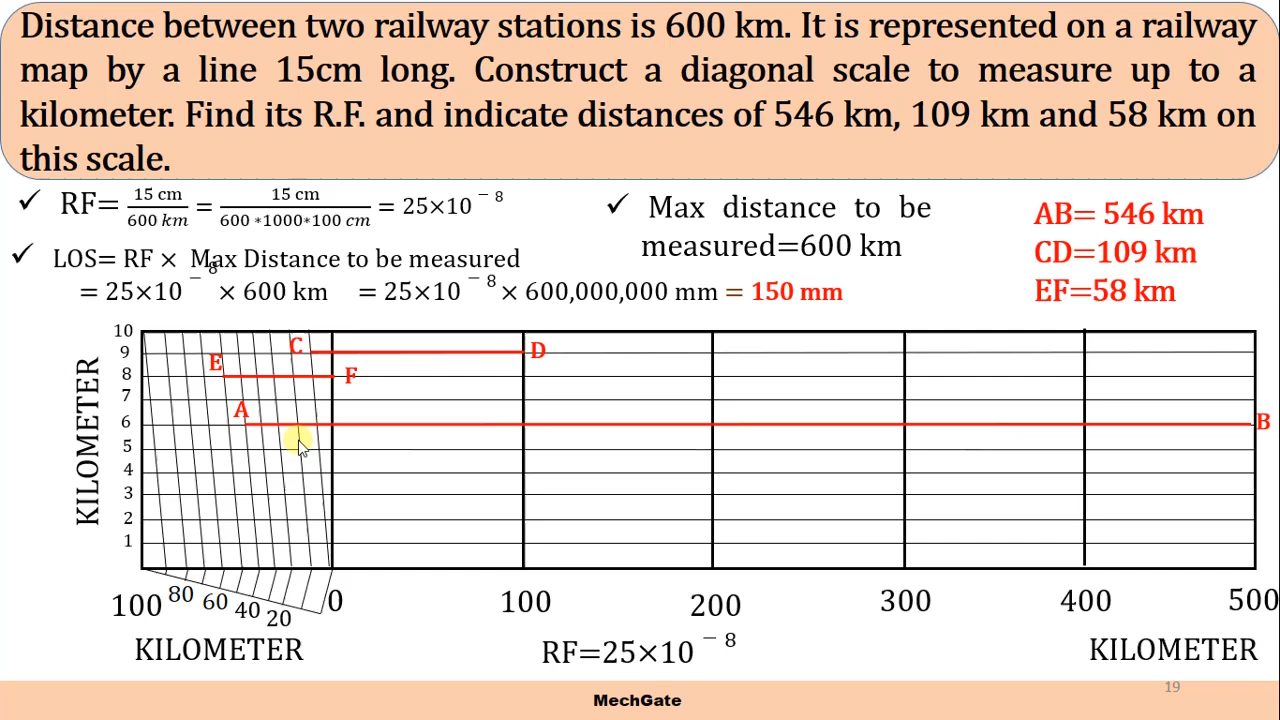 Distance between two railway stations is 600 km. It is represented on a railway
map by a line 15cm long. Construct a diagonal scale to measure up to a
kilometer. Find its R.F. and indicate distances of 546 km, 109 km and 58 km on
this scale.
✓ RF= 15 cm / 600 km = 15 cm / 600 *1000*100 cm = 25×10⁻⁸
✓ LOS= RF × Max Distance to be measured
= 25×10⁻⁸ × 600 km = 25×10⁻⁸ × 600,000,000 mm = 150 mm
✓ Max distance to be
measured=600 km
AB= 546 km
CD=109 km
EF=58 km
KILOMETER
10
9
8
7
6
5
4
3
2
1
C
D
E
F
A
B
100
80
60
40
20
0
100
200
300
400
500
KILOMETER
RF=25×10⁻⁸
KILOMETER
19
MechGate